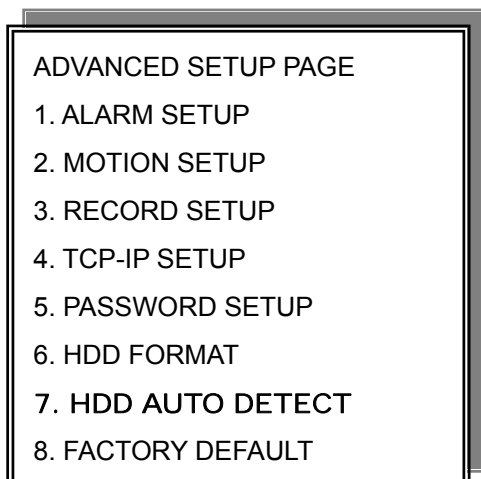 ADVANCED SETUP PAGE
1. ALARM SETUP
2. MOTION SETUP
3. RECORD SETUP
4. TCP-IP SETUP
5. PASSWORD SETUP
6. HDD FORMAT
7. HDD AUTO DETECT
8. FACTORY DEFAULT